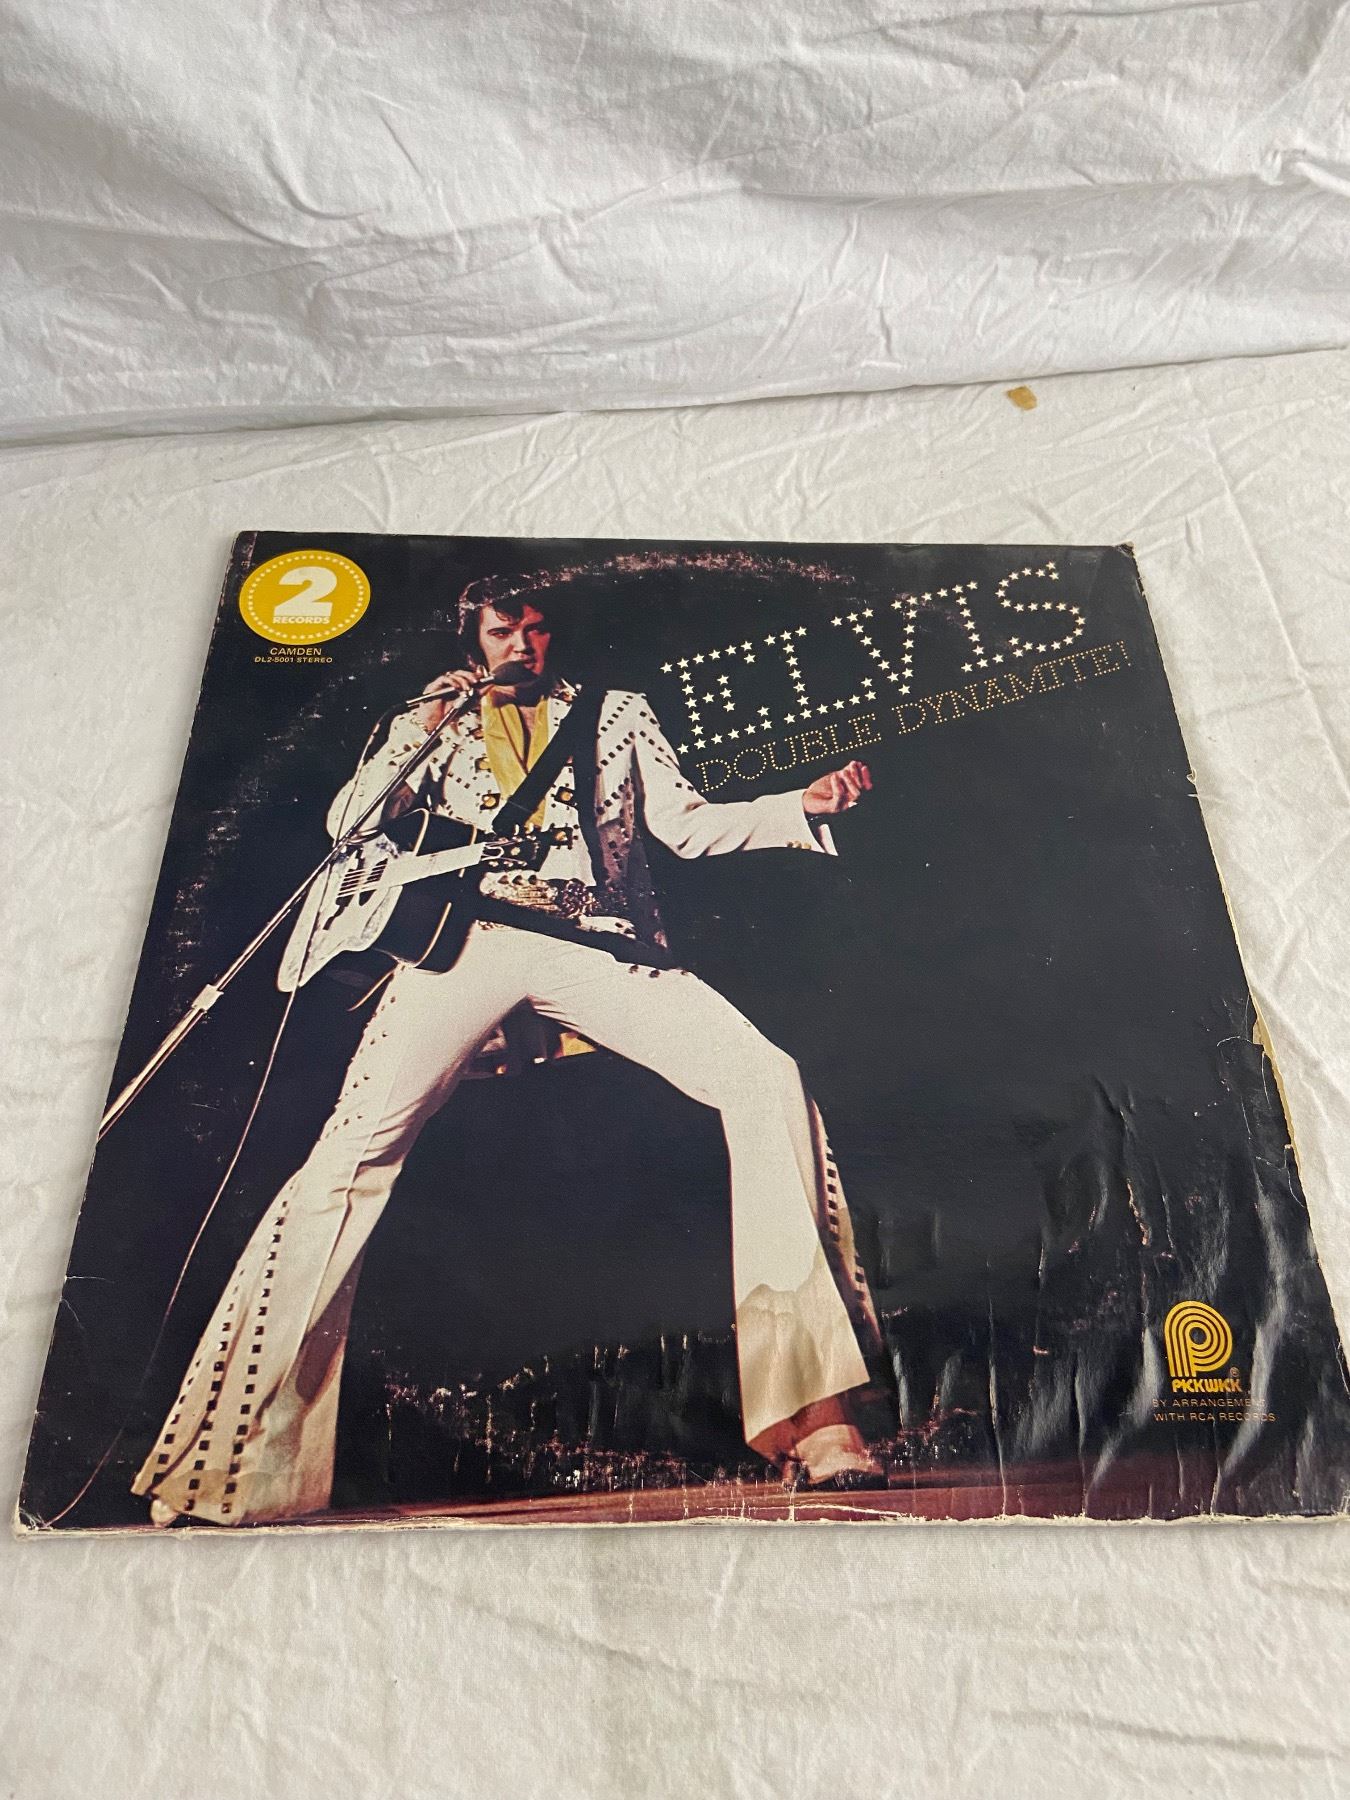 2
RECORDS
CAMDEN
DL2-5001 STEREO
ELVIS
DOUBLE DYNAMITE!
PICKWICK®
BY ARRANGEMENT
WITH RCA RECORDS